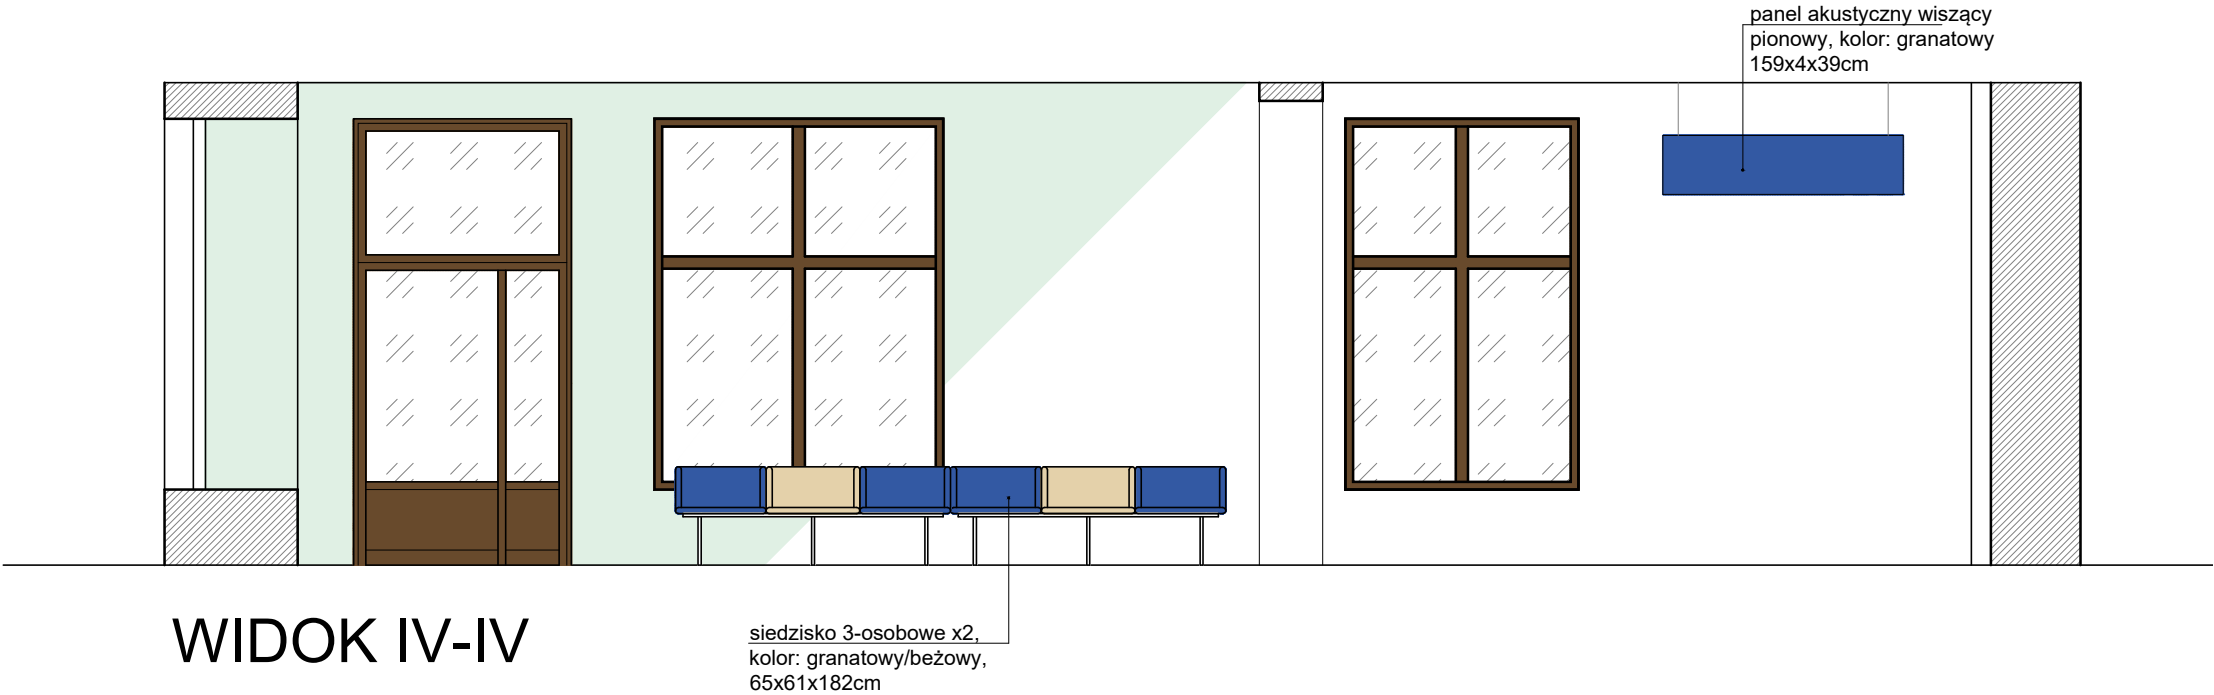 panel akustyczny wiszący
pionowy, kolor: granatowy
159x4x39cm
WIDOK IV-IV
siedzisko 3-osobowe x2,
kolor: granatowy/beżowy,
65x61x182cm